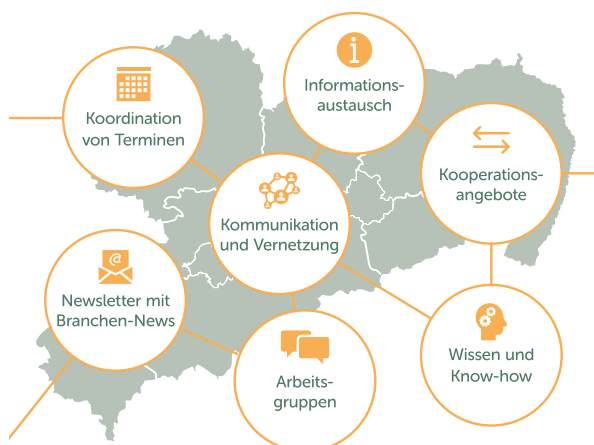 Informations-
austausch
Koordination
von Terminen
Kooperations-
angebote
Kommunikation
und Vernetzung
@
Newsletter mit
Branchen-News
Wissen und
Know-how
Arbeits-
gruppen